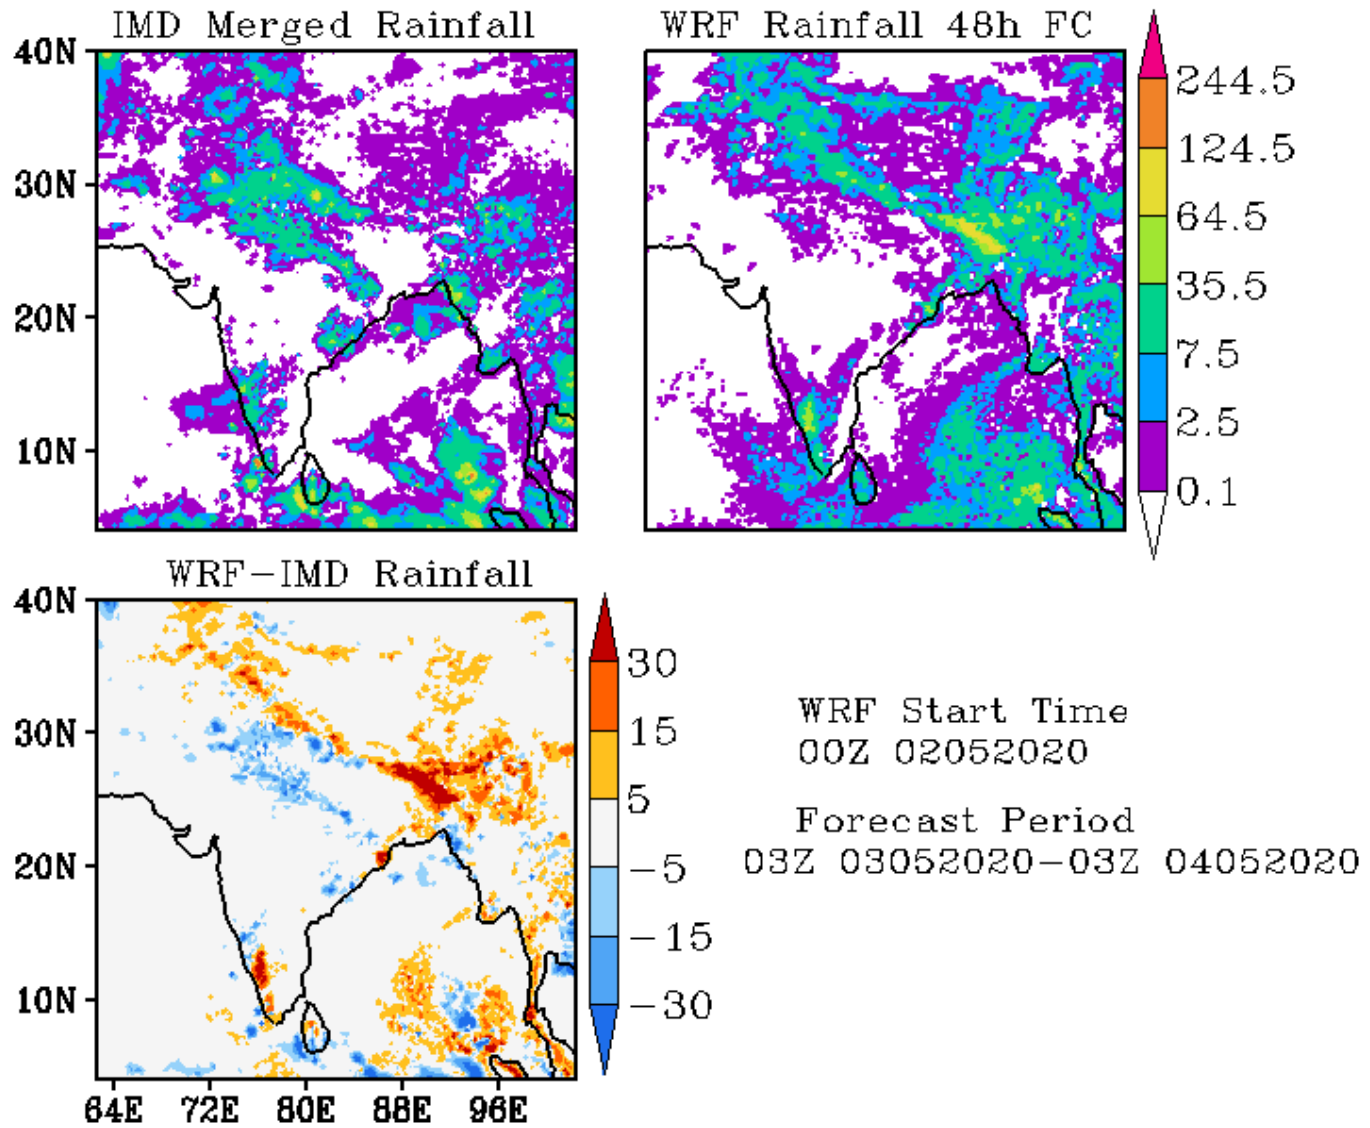 IMD Merged Rainfall
WRF Rainfall 48h FC
40N
30N
20N
10N
244.5
124.5
64.5
35.5
7.5
2.5
0.1
WRF-IMD Rainfall
40N
30N
20N
10N
64E 72E 80E 88E 96E
30
15
5
-5
-15
-30
WRF Start Time
00Z 02052020
Forecast Period
03Z 03052020-03Z 04052020